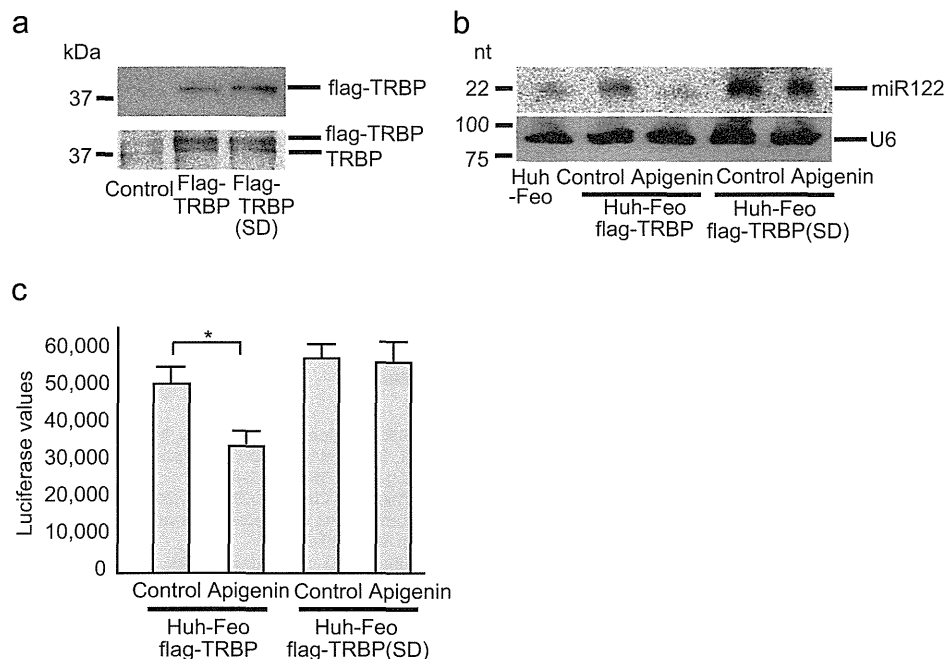 a
kDa
37
flag-TRBP
37
flag-TRBP
TRBP
Control
Flag-
TRBP
Flag-
TRBP
(SD)
b
nt
22
miR122
100
75
U6
Huh
-Feo
Control Apigenin
Huh-Feo
flag-TRBP
Control Apigenin
Huh-Feo
flag-TRBP(SD)
c
Luciferase values
60,000
50,000
40,000
30,000
20,000
10,000
0
*
Control Apigenin
Huh-Feo
flag-TRBP
Control Apigenin
Huh-Feo
flag-TRBP(SD)